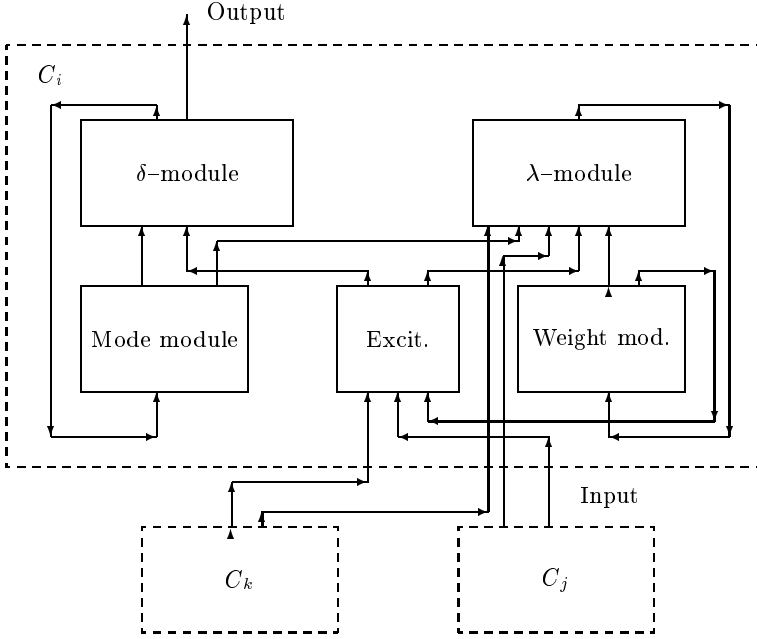 Output
C_i
δ–module
λ–module
Mode module
Excit.
Weight mod.
Input
C_k
C_j